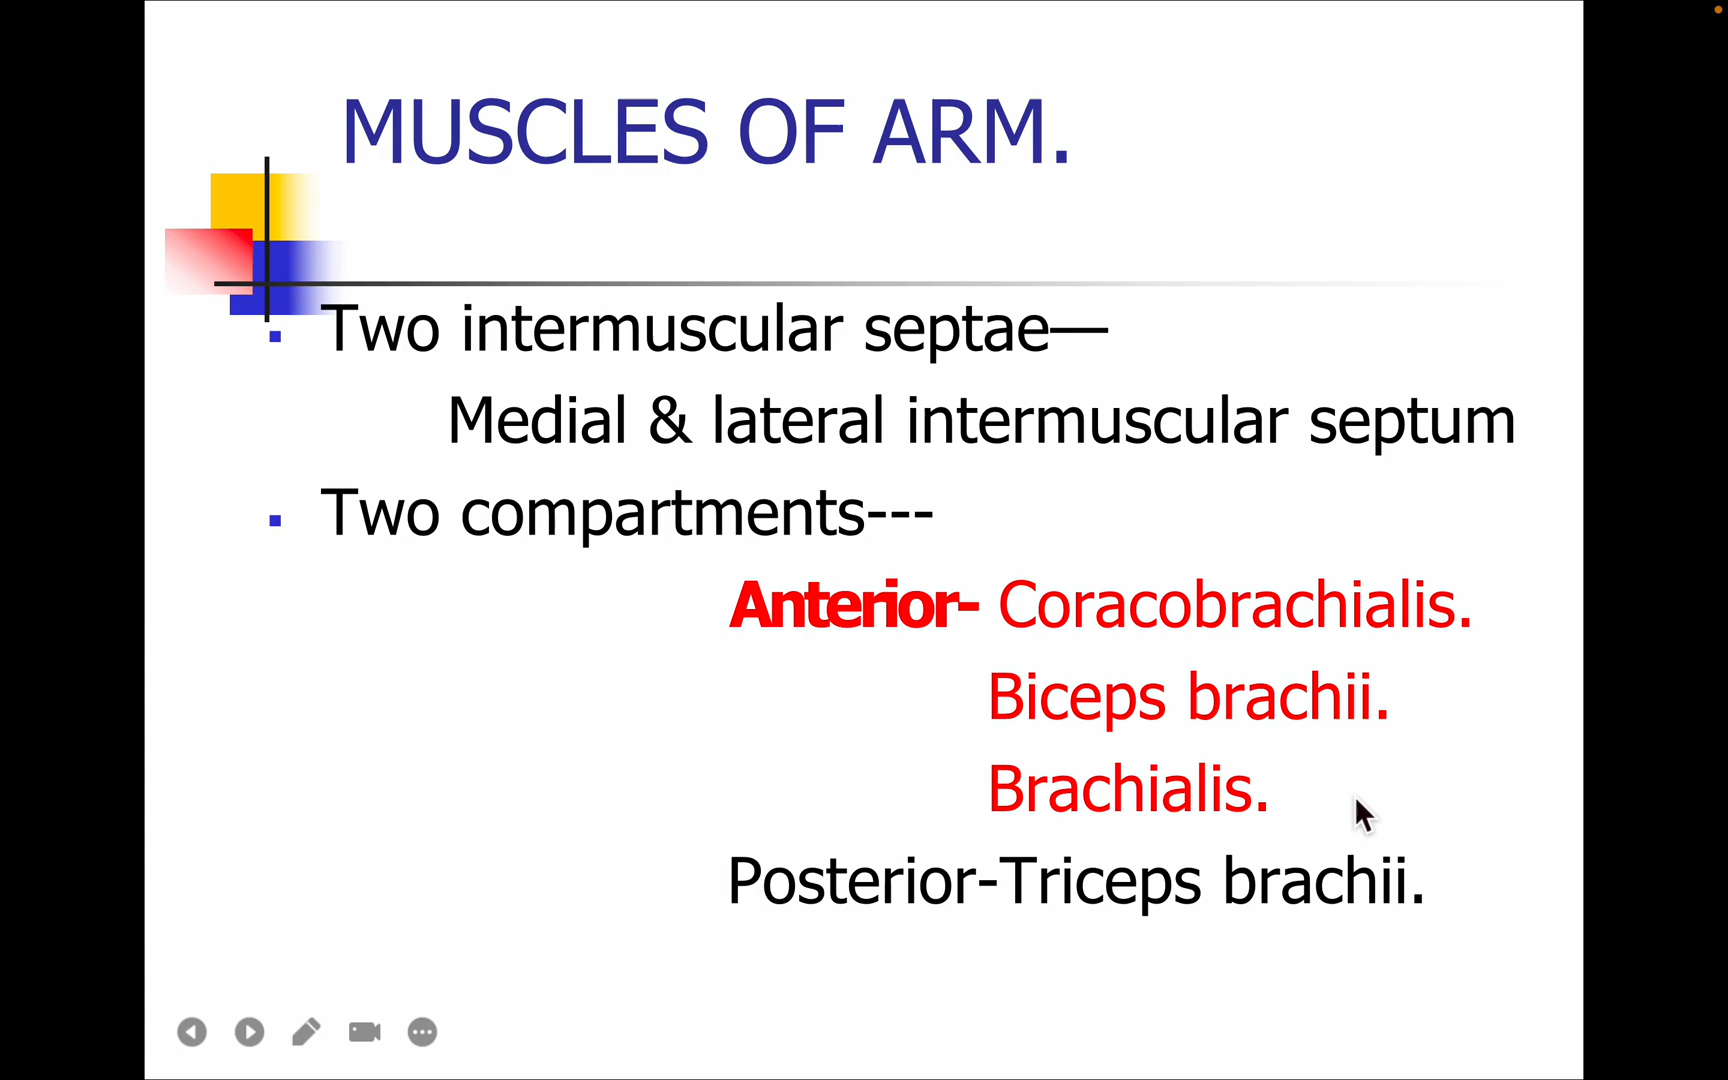 MUSCLES OF ARM.
Two intermuscular septae—
Medial & lateral intermuscular septum
Two compartments---
Anterior- Coracobrachialis.
Biceps brachii.
Brachialis.
Posterior-Triceps brachii.